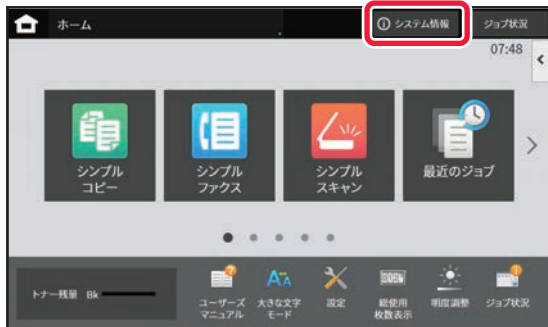 ホーム
システム情報
ジョブ状況
07:48
シンプル
コピー
シンプル
ファクス
シンプル
スキャン
最近のジョブ
トナー残量 Bk
ユーザーズ
マニュアル
大きな文字
モード
設定
総使用
枚数表示
明度調整
ジョブ状況